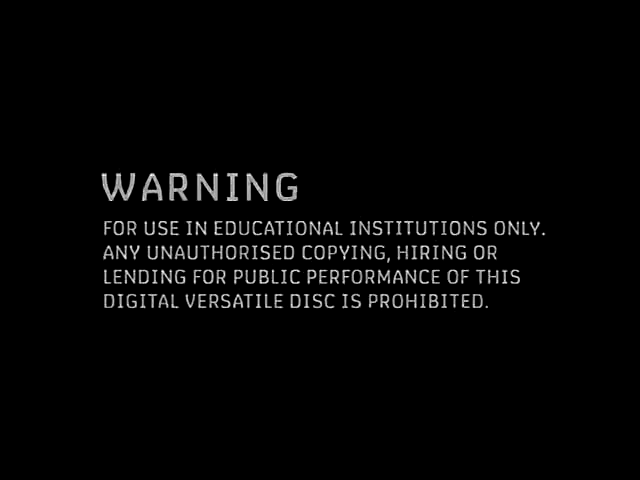 WARNING
FOR USE IN EDUCATIONAL INSTITUTIONS ONLY.
ANY UNAUTHORISED COPYING, HIRING OR
LENDING FOR PUBLIC PERFORMANCE OF THIS
DIGITAL VERSATILE DISC IS PROHIBITED.